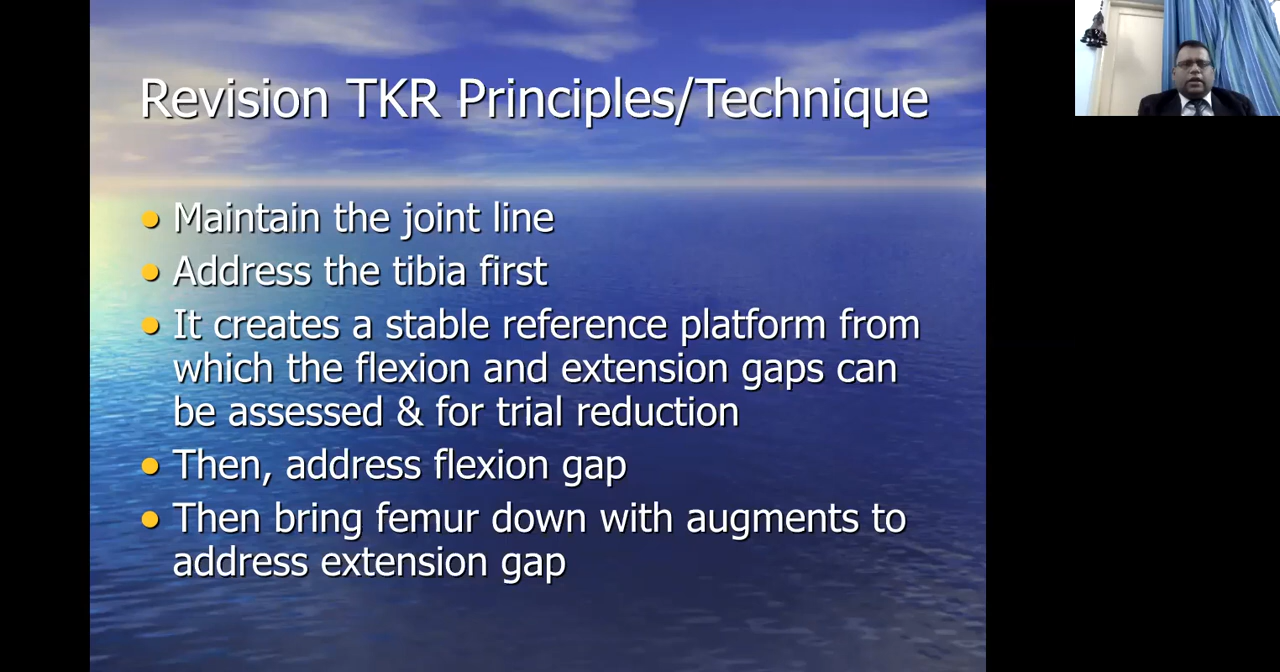 Revision TKR Principles/Technique
• Maintain the joint line
• Address the tibia first
• It creates a stable reference platform from
which the flexion and extension gaps can
be assessed & for trial reduction
• Then, address flexion gap
• Then bring femur down with augments to
address extension gap